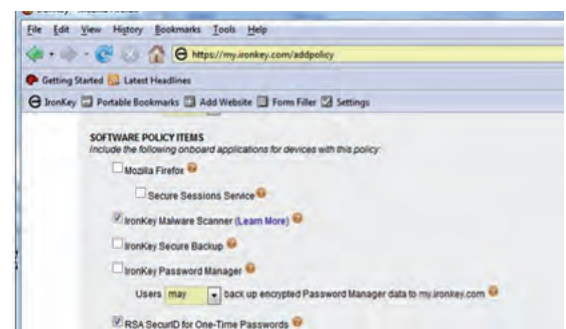 File Edit View History Bookmarks Tools Help
https://my.ironkey.com/addpolicy
Getting Started Latest Headlines
IronKey Portable Bookmarks Add Website Form Filler Settings
SOFTWARE POLICY ITEMS
Include the following onboard applications for devices with this policy:
Mozilla Firefox
Secure Sessions Service
IronKey Malware Scanner (Learn More)
IronKey Secure Backup
IronKey Password Manager
Users may back up encrypted Password Manager data to my.ironkey.com
RSA SecurID for One-Time Passwords